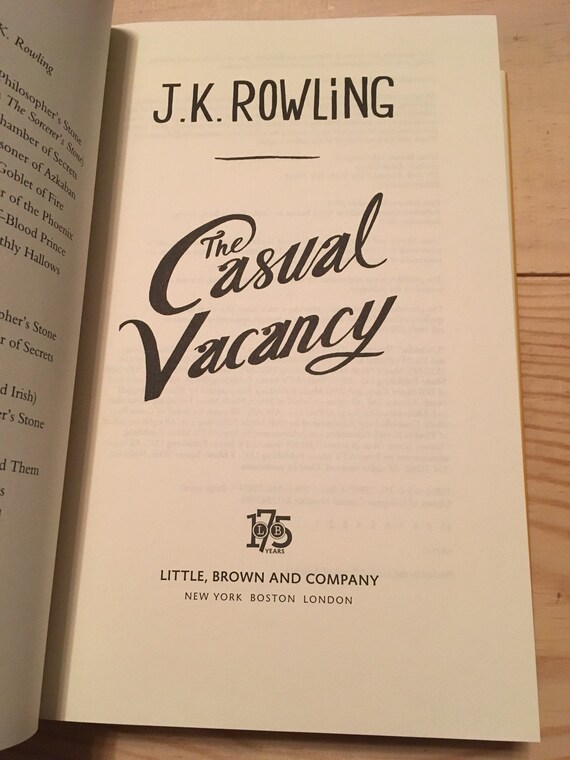 K. Rowling
Philosopher's Stone
The Sorcerer's Stone)
hamber of Secrets
soner of Azkaban
Goblet of Fire
r of the Phoenix
-Blood Prince
thly Hallows
pher's Stone
r of Secrets
d Irish)
er's Stone
d Them
s
J.K. ROWLING
The
Casual
Vacancy
175
LB
YEARS
LITTLE, BROWN AND COMPANY
NEW YORK BOSTON LONDON